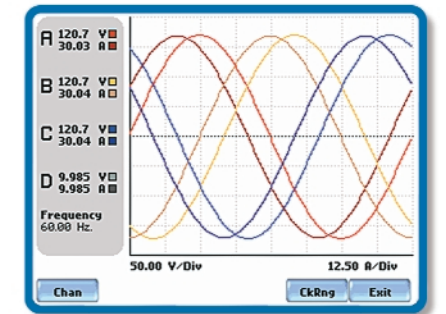 A 120.7 V
30.03 A
B 120.7 V
30.04 A
C 120.7 V
30.04 A
D 9.985 V
9.985 A
Frequency
60.00 Hz.
50.00 V/Div 12.50 A/Div
Chan CkRng Exit